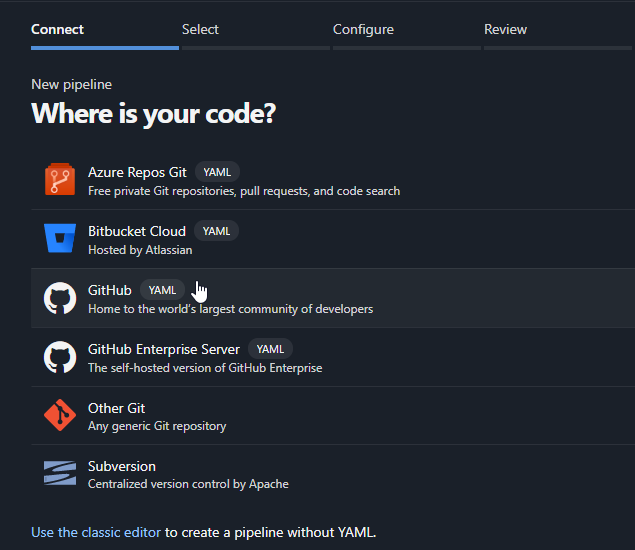 Connect Select Configure Review
New pipeline
Where is your code?
Azure Repos Git YAML
Free private Git repositories, pull requests, and code search
Bitbucket Cloud YAML
Hosted by Atlassian
GitHub YAML
Home to the world's largest community of developers
GitHub Enterprise Server YAML
The self-hosted version of GitHub Enterprise
Other Git
Any generic Git repository
Subversion
Centralized version control by Apache
Use the classic editor to create a pipeline without YAML.